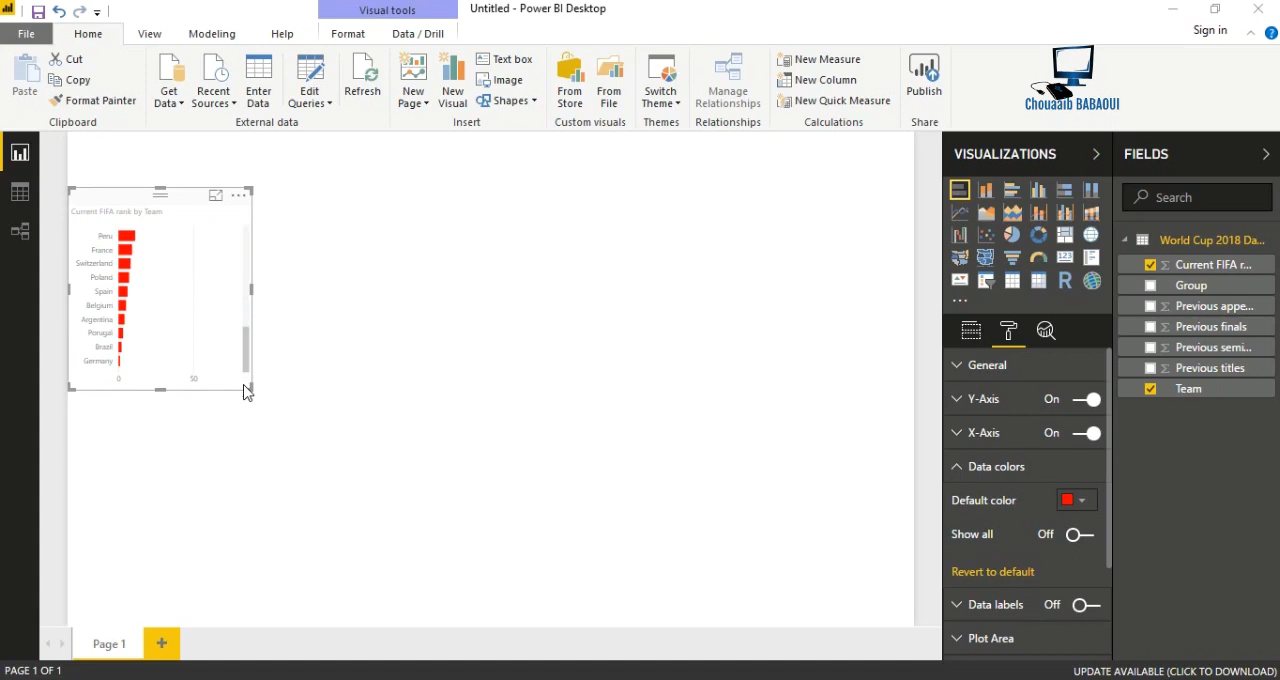 Visual tools
Untitled - Power BI Desktop
File
Home
View
Modeling
Help
Format
Data / Drill
Sign in
Paste
Cut
Copy
Format Painter
Clipboard
Get Data
Recent Sources
Enter Data
Edit Queries
Refresh
External data
New Page
New Visual
Text box
Image
Shapes
Insert
From Store
From File
Custom visuals
Switch Theme
Themes
Manage Relationships
Relationships
New Measure
New Column
New Quick Measure
Calculations
Publish
Share
Chouaaib BABAOUI
Current FIFA rank by Team
Peru
France
Switzerland
Poland
Spain
Belgium
Argentina
Porugal
Brazil
Germany
0 50
VISUALIZATIONS
123
R
General
Y-Axis On
X-Axis On
Data colors
Default color
Show all Off
Revert to default
Data labels Off
Plot Area
FIELDS
Search
World Cup 2018 Da...
Current FIFA r...
Group
Previous appe...
Previous finals
Previous semi...
Previous titles
Team
Page 1
PAGE 1 OF 1
UPDATE AVAILABLE (CLICK TO DOWNLOAD)